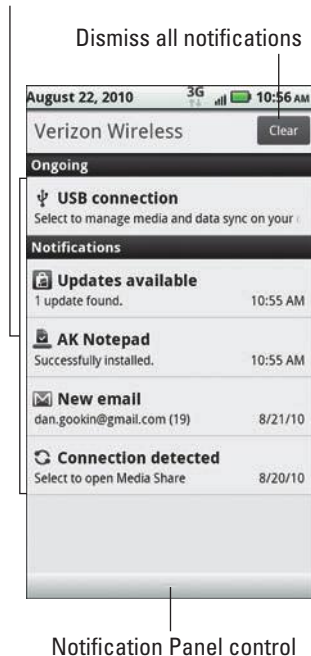 Dismiss all notifications
August 22, 2010 3G 10:56 AM
Verizon Wireless Clear
Ongoing
USB connection
Select to manage media and data sync on your
Notifications
Updates available
1 update found. 10:55 AM
AK Notepad
Successfully installed. 10:55 AM
New email
dan.gookin@gmail.com (19) 8/21/10
Connection detected
Select to open Media Share 8/20/10
Notification Panel control